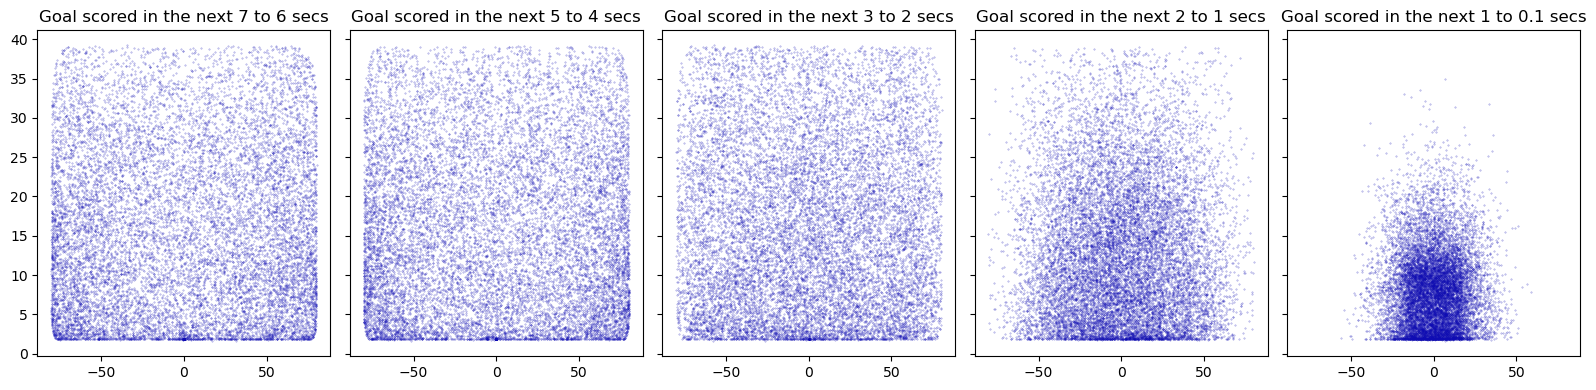 Goal scored in the next 7 to 6 secs
Goal scored in the next 5 to 4 secs
Goal scored in the next 3 to 2 secs
Goal scored in the next 2 to 1 secs
Goal scored in the next 1 to 0.1 secs
40
35
30
25
20
15
10
5
0
−50 0 50
−50 0 50
−50 0 50
−50 0 50
−50 0 50